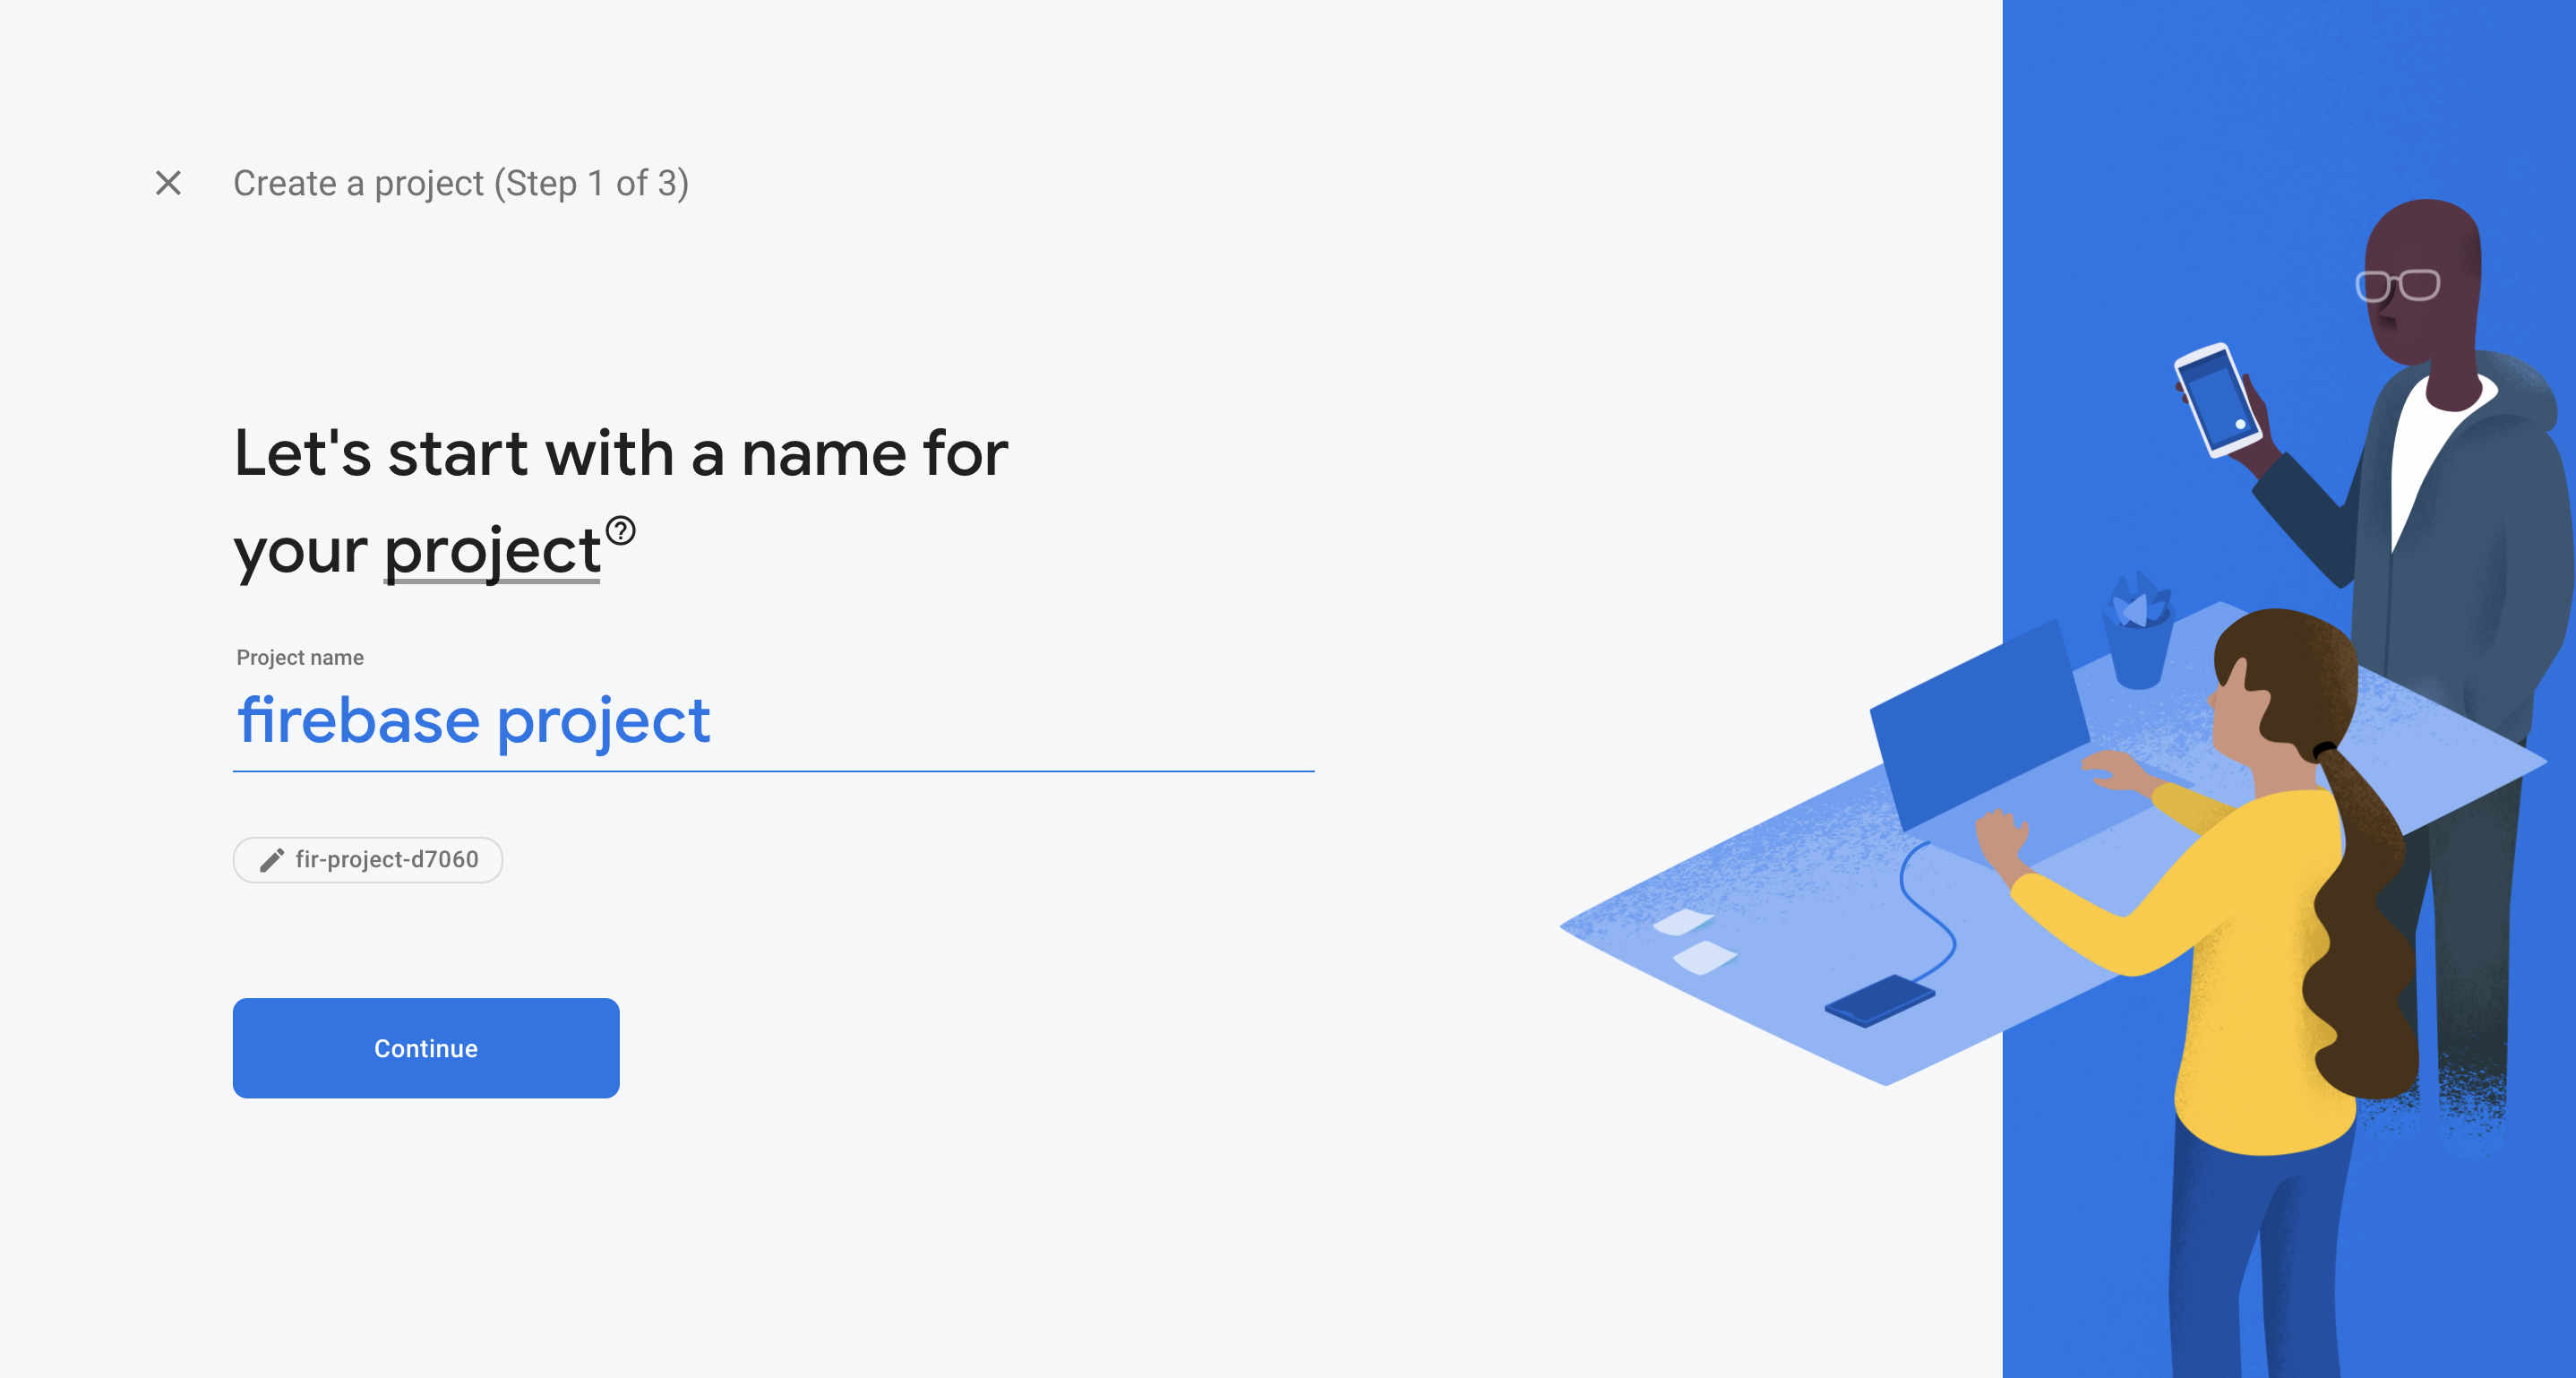 Create a project (Step 1 of 3)
Let's start with a name for
your project
Project name
firebase project
fir-project-d7060
Continue